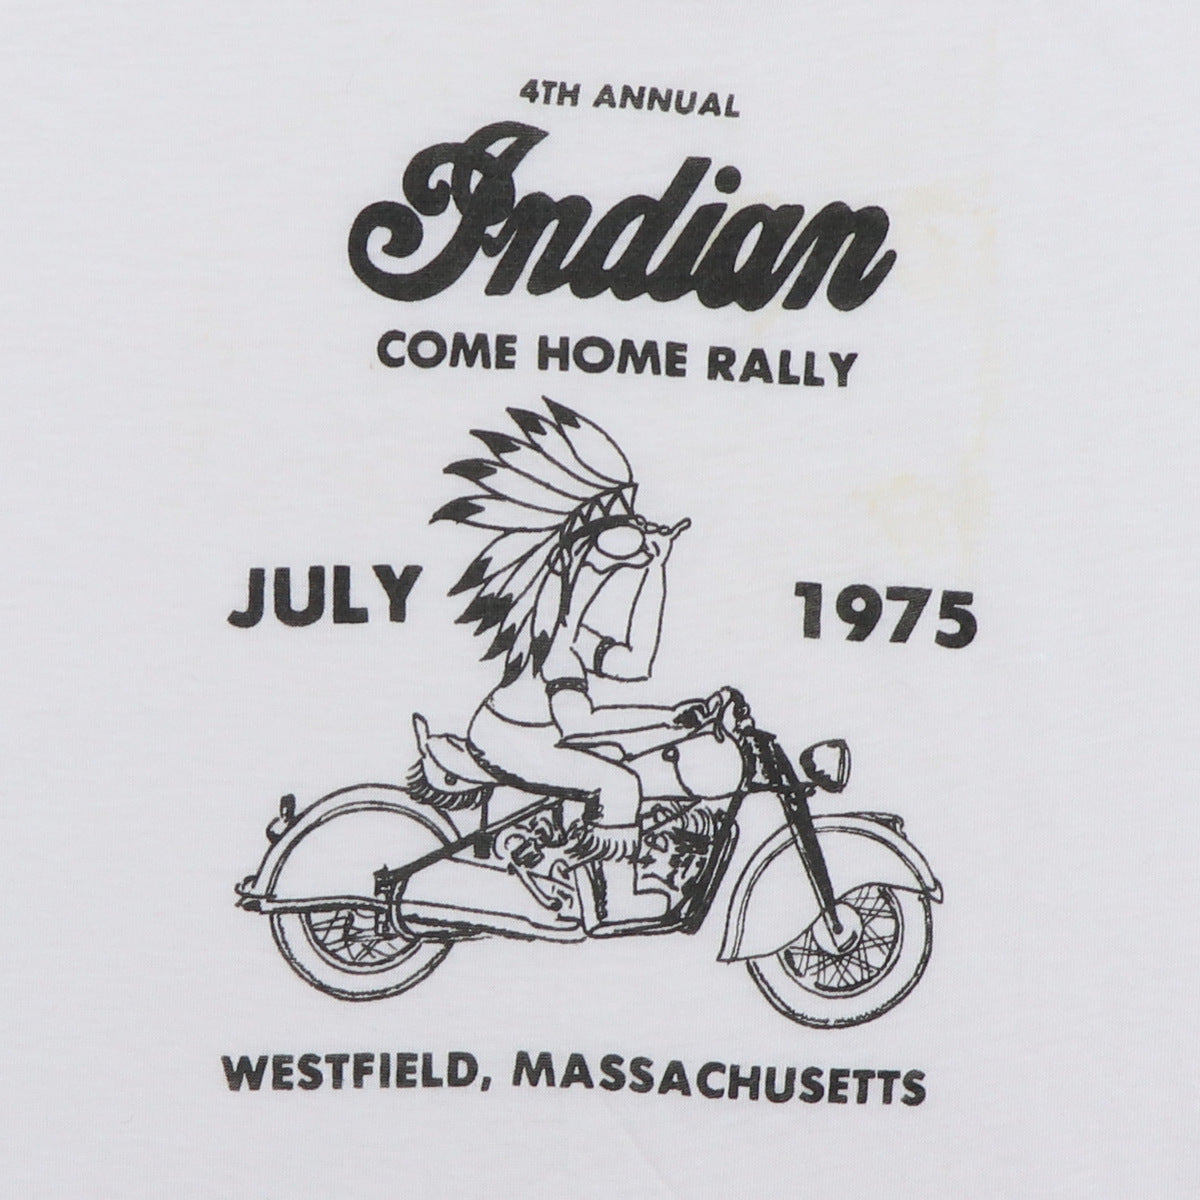 4TH ANNUAL
Indian
COME HOME RALLY
JULY 1975
WESTFIELD, MASSACHUSETTS